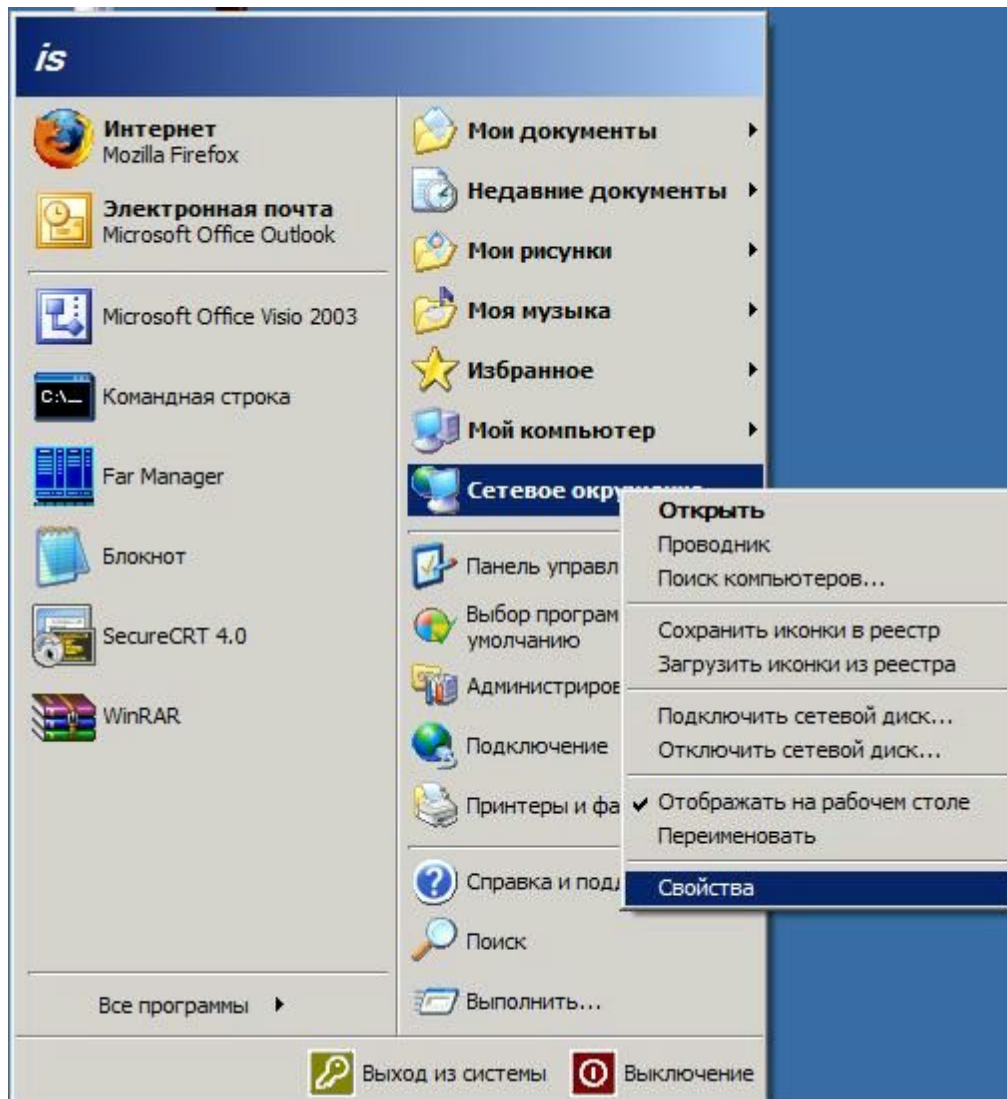 is
Интернет
Mozilla Firefox
Электронная почта
Microsoft Office Outlook
Microsoft Office Visio 2003
C:\_
Командная строка
Far Manager
Блокнот
SecureCRT 4.0
WinRAR
Все программы
Мои документы
Недавние документы
Мои рисунки
Моя музыка
Избранное
Мой компьютер
Сетевое
Панель управл
Выбор програм
умолчанию
Администриров
Подключение
Принтеры и фа
Справка и под
Поиск
Выполнить...
Открыть
Проводник
Поиск компьютеров...
Сохранить иконки в реестр
Загрузить иконки из реестра
Подключить сетевой диск...
Отключить сетевой диск...
Отображать на рабочем столе
Переименовать
Свойства
Выход из системы
Выключение